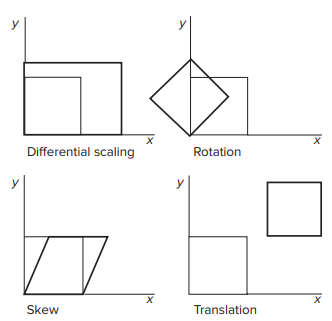 y
y
x
x
Differential scaling
Rotation
y
y
x
x
Skew
Translation